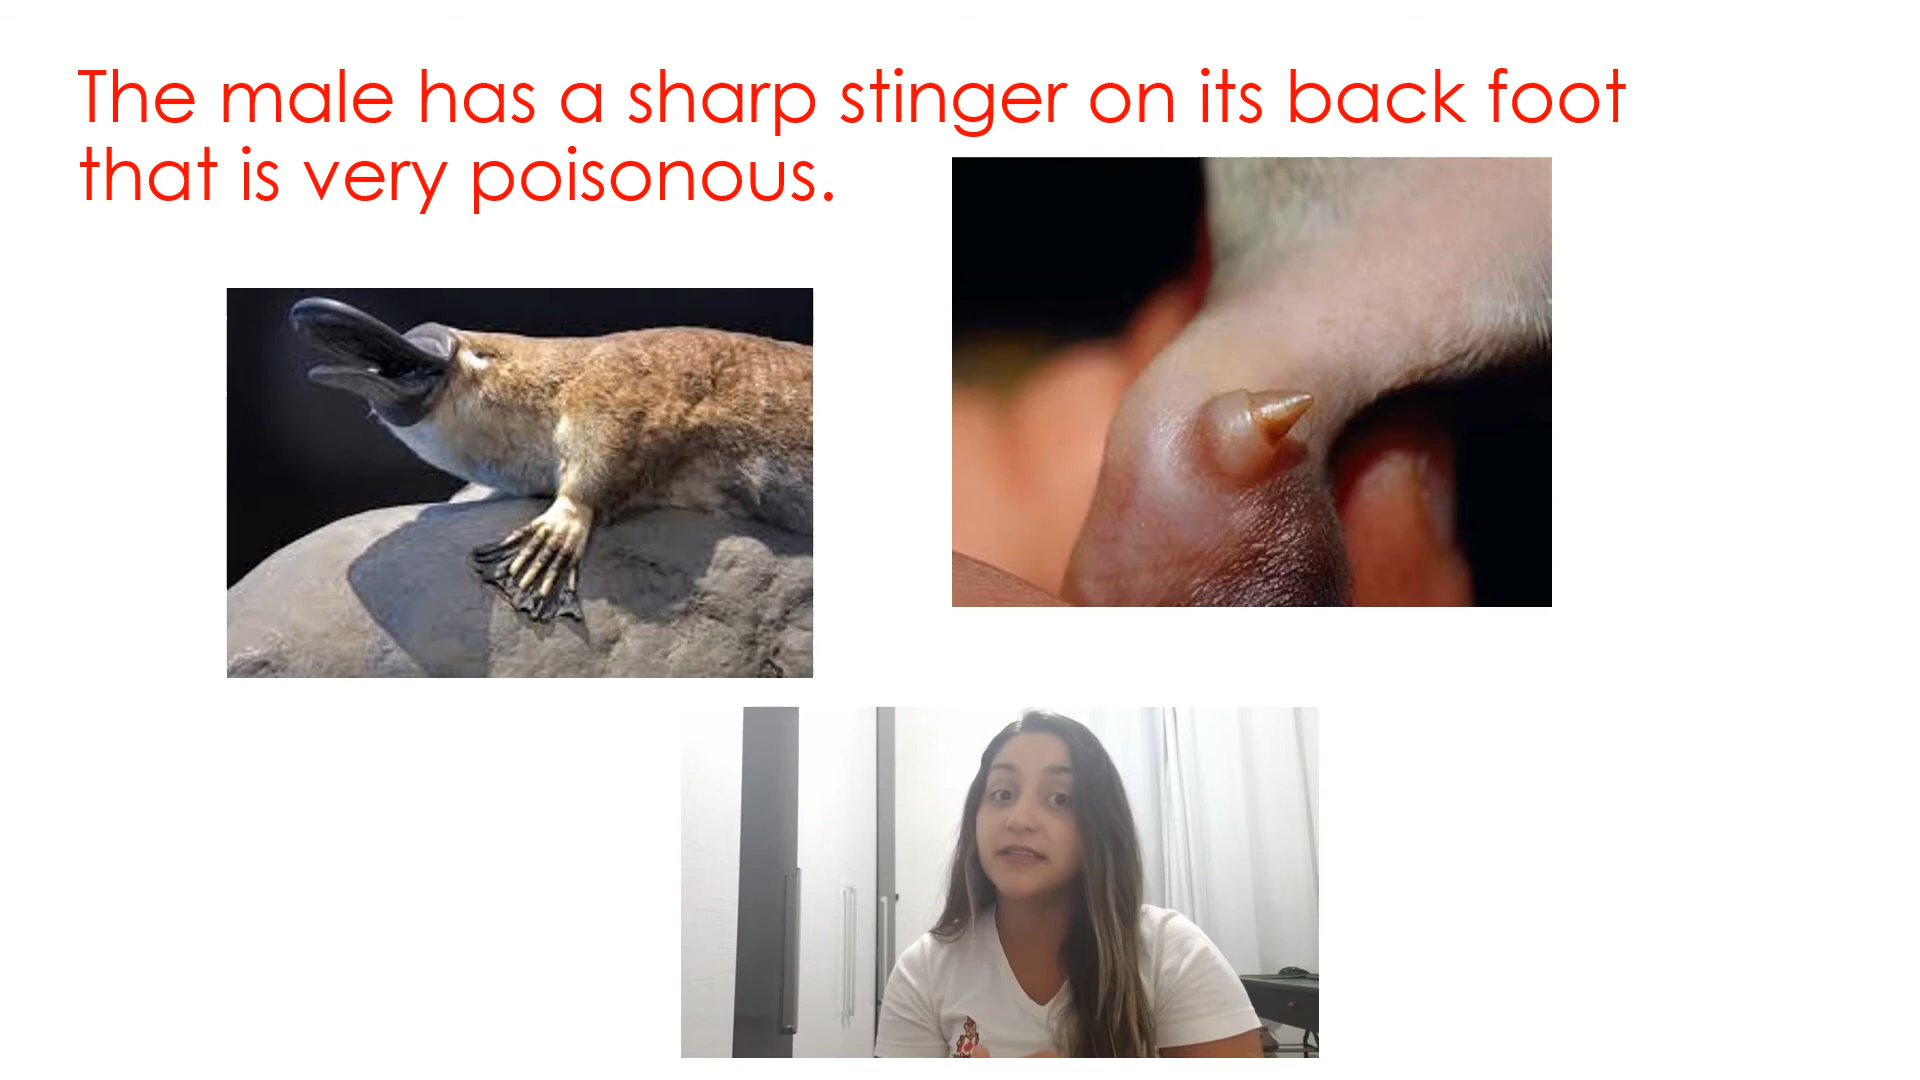 The male has a sharp stinger on its back foot
that is very poisonous.